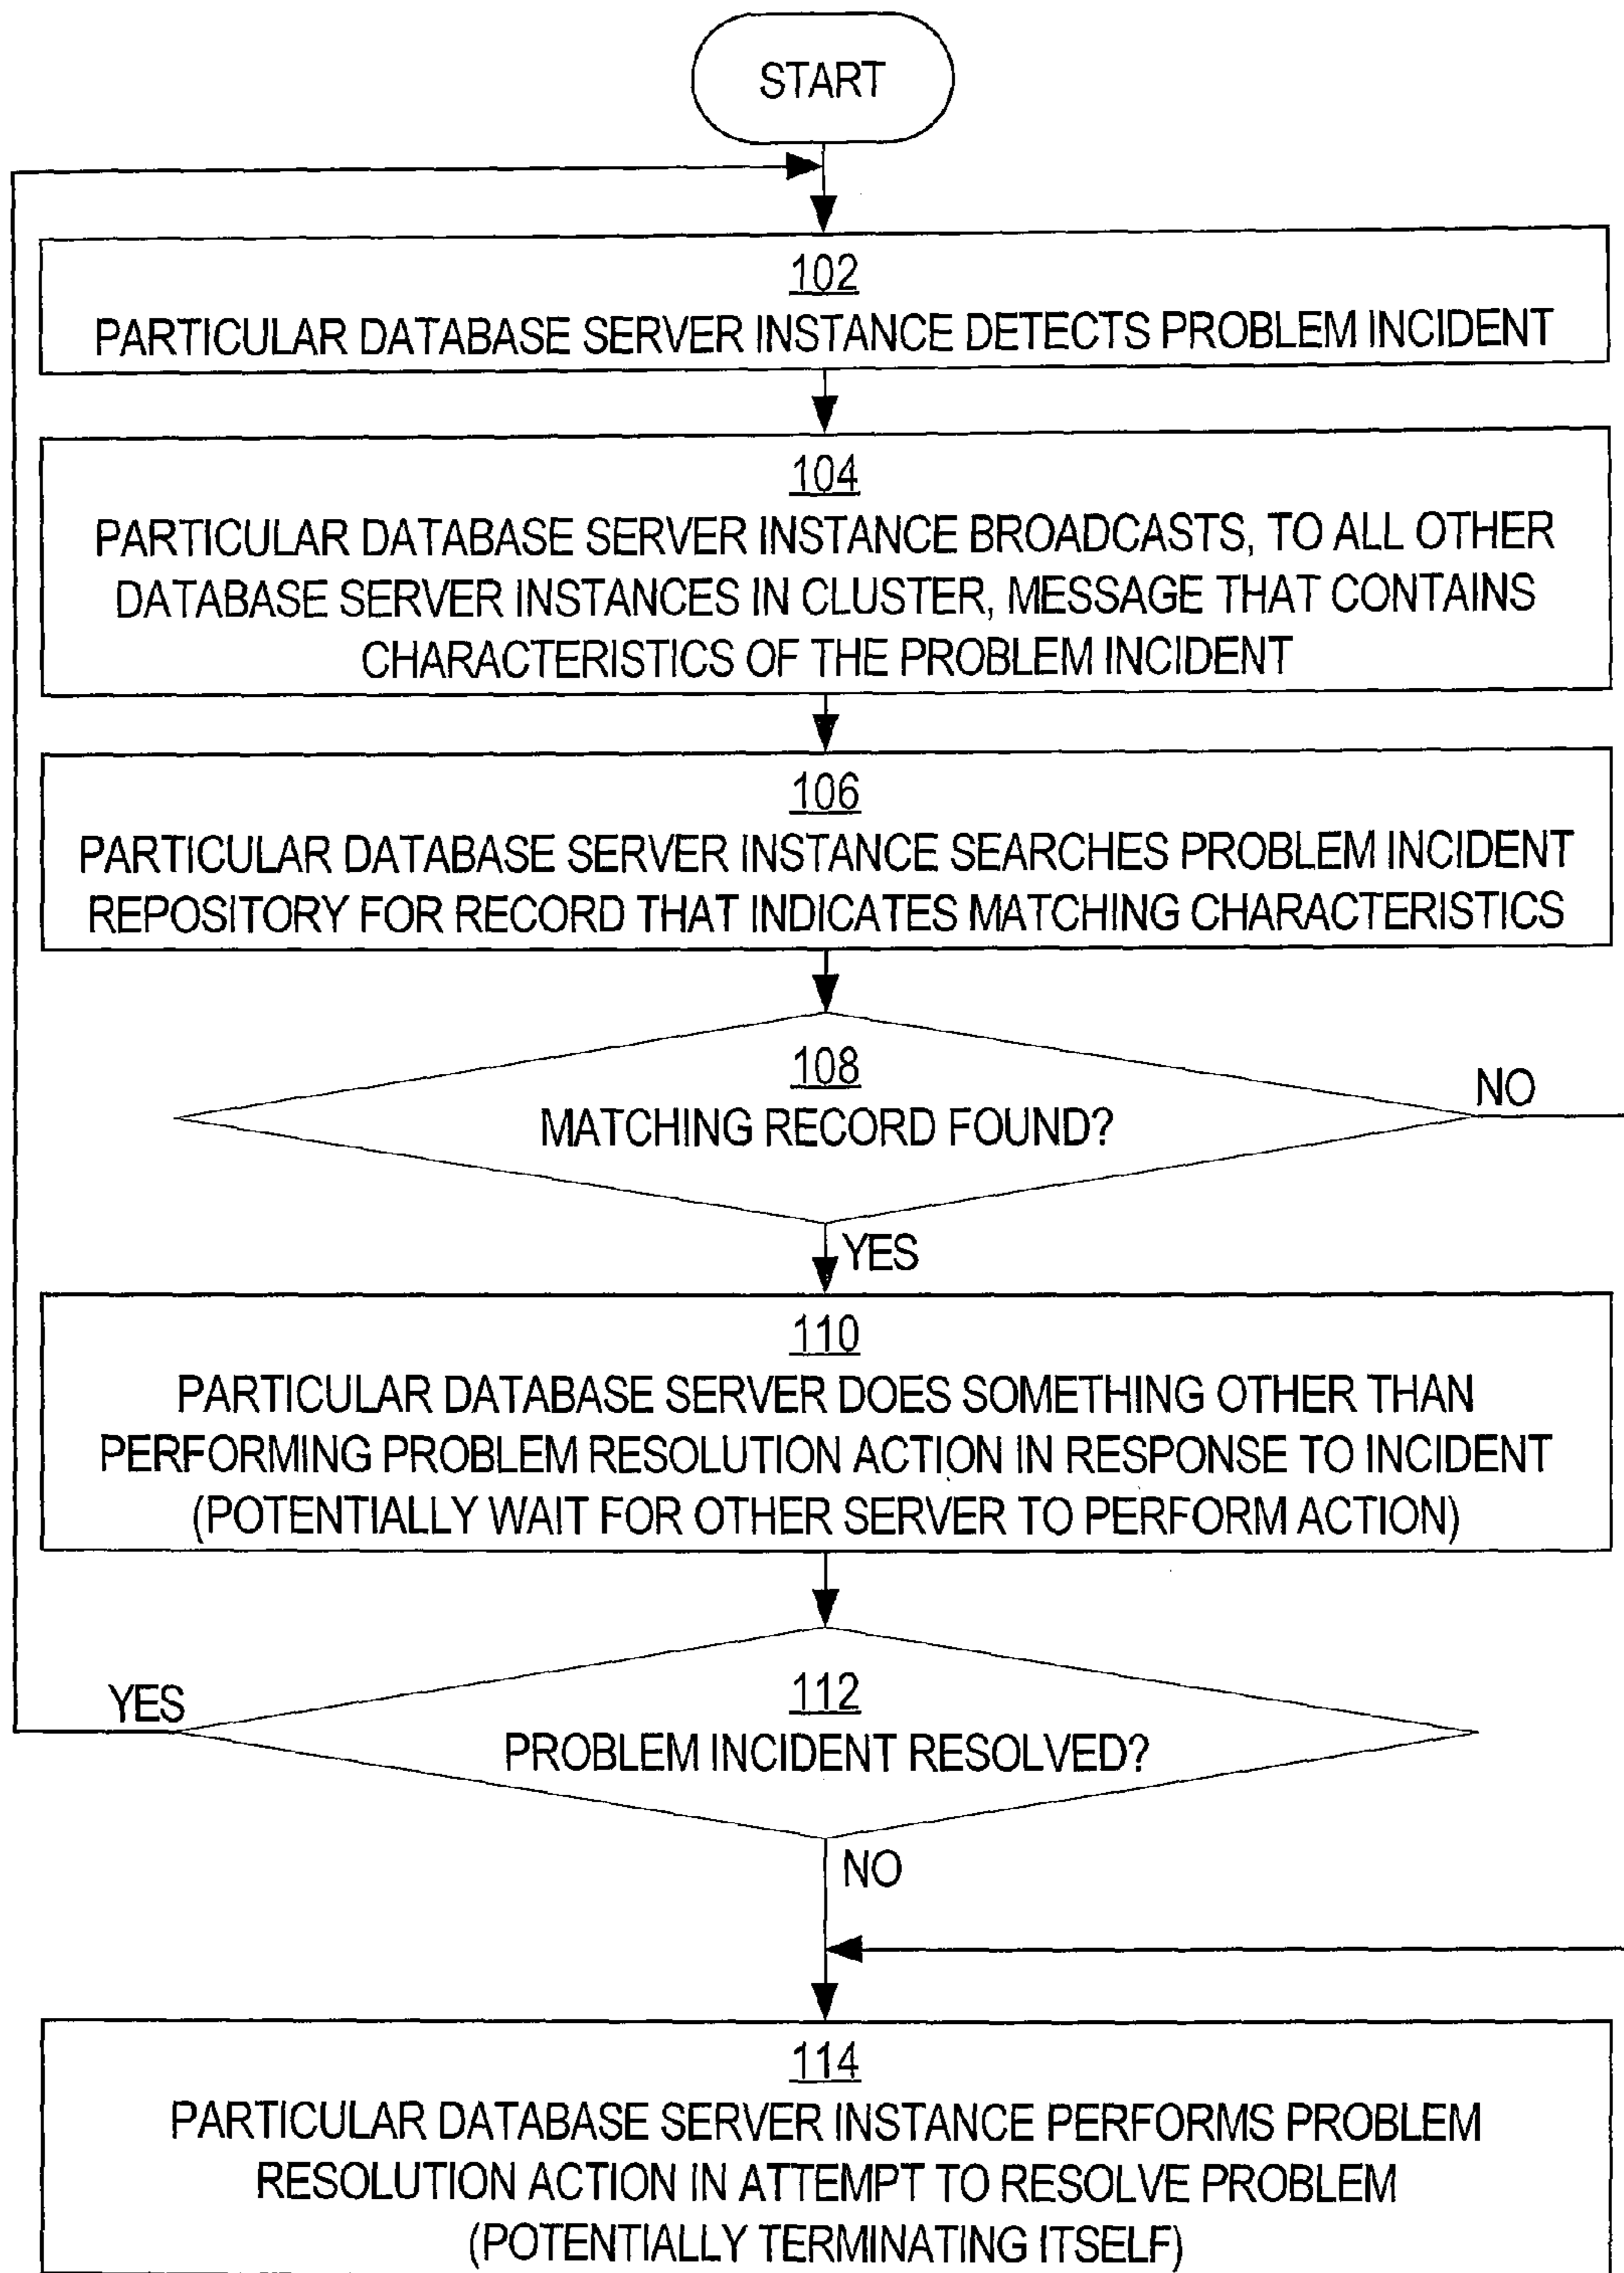 START
102
PARTICULAR DATABASE SERVER INSTANCE DETECTS PROBLEM INCIDENT
104
PARTICULAR DATABASE SERVER INSTANCE BROADCASTS, TO ALL OTHER
DATABASE SERVER INSTANCES IN CLUSTER, MESSAGE THAT CONTAINS
CHARACTERISTICS OF THE PROBLEM INCIDENT
106
PARTICULAR DATABASE SERVER INSTANCE SEARCHES PROBLEM INCIDENT
REPOSITORY FOR RECORD THAT INDICATES MATCHING CHARACTERISTICS
108
MATCHING RECORD FOUND?
NO
YES
110
PARTICULAR DATABASE SERVER DOES SOMETHING OTHER THAN
PERFORMING PROBLEM RESOLUTION ACTION IN RESPONSE TO INCIDENT
(POTENTIALLY WAIT FOR OTHER SERVER TO PERFORM ACTION)
YES
112
PROBLEM INCIDENT RESOLVED?
NO
114
PARTICULAR DATABASE SERVER INSTANCE PERFORMS PROBLEM
RESOLUTION ACTION IN ATTEMPT TO RESOLVE PROBLEM
(POTENTIALLY TERMINATING ITSELF)